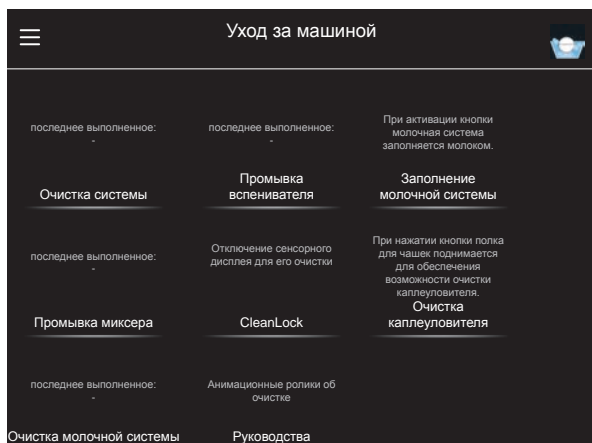 Уход за машиной
последнее выполненное:
-
последнее выполненное:
-
При активации кнопки
молочная система
заполняется молоком.
Очистка системы
Промывка
вспенивателя
Заполнение
молочной системы
последнее выполненное:
-
Отключение сенсорного
дисплея для его очистки
При нажатии кнопки полка
для чашек поднимается
для обеспечения
возможности очистки
каплеуловителя.
Промывка миксера
CleanLock
Очистка
каплеуловителя
последнее выполненное:
-
Анимационные ролики об
очистке
Очистка молочной системы
Руководства